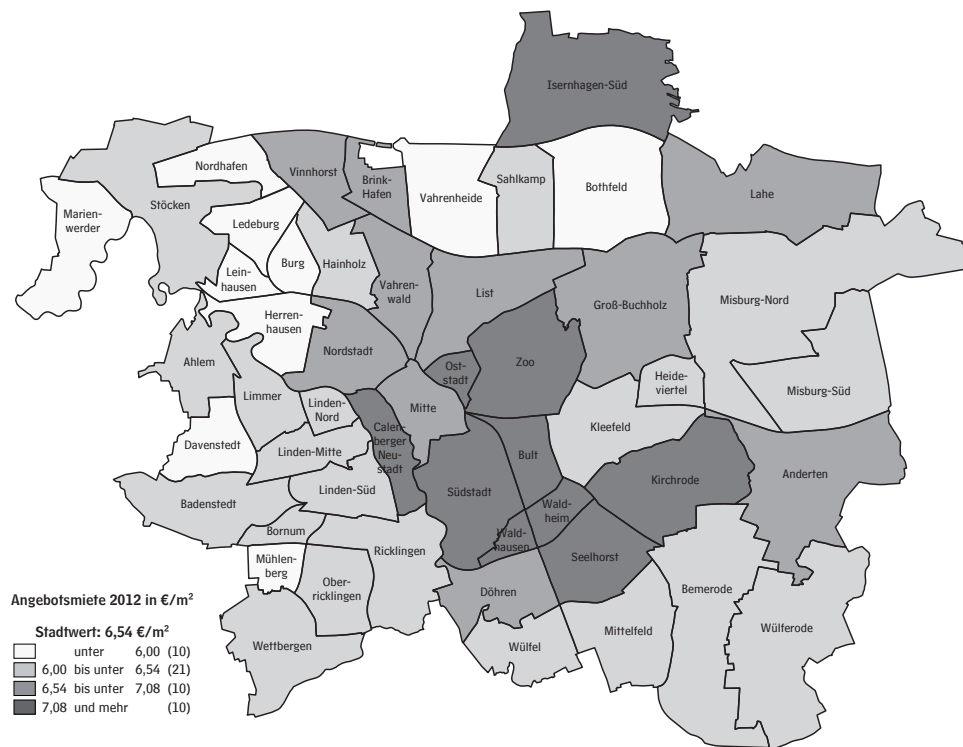 Isernhagen-Süd
Nordhafen
Vinnhorst
Brink-
Hafen
Vahrenheide
Sahlkamp
Bothfeld
Lahe
Marien-
werder
Stöcken
Ledeburg
Burg
Hainholz
Lein-
hausen
Vahren-
wald
List
Groß-Buchholz
Misburg-Nord
Herren-
hausen
Nordstadt
Ost-
stadt
Zoo
Ahlem
Limmer
Linden-
Nord
Mitte
Heide-
viertel
Misburg-Süd
Calen-
berger
Neu-
stadt
Kleefeld
Davenstedt
Linden-Mitte
Bult
Kirchrode
Anderten
Badenstedt
Linden-Süd
Südstadt
Wald-
heim
Bornum
Ricklingen
Wald-
hausen
Seelhorst
Mühlen-
berg
Ober-
ricklingen
Döhren
Bemerode
Wülferode
Wettbergen
Wülfel
Mittelfeld
Angebotsmiete 2012 in €/m²
Stadtwert: 6,54 €/m²
unter 6,00 (10)
6,00 bis unter 6,54 (21)
6,54 bis unter 7,08 (10)
7,08 und mehr (10)